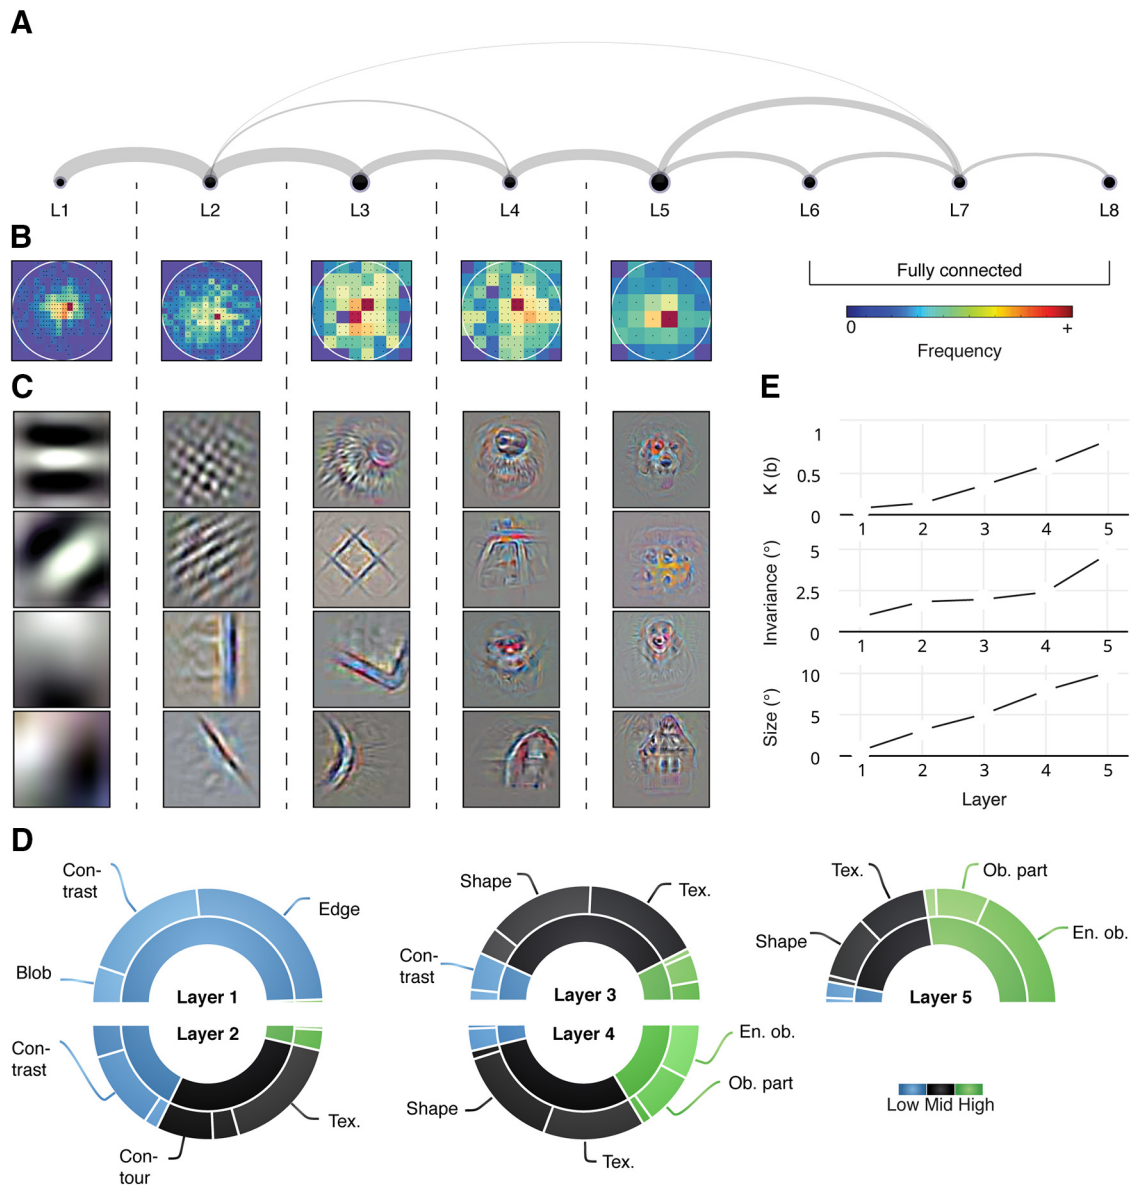 A
L1
L2
L3
L4
L5
L6
L7
L8
B
Fully connected
0
+
Frequency
C
E
K (b)
1
0.5
0
1
2
3
4
5
Invariance (°)
5
2.5
0
1
2
3
4
5
Size (°)
10
5
0
1
2
3
4
5
Layer
D
Con-
trast
Edge
Blob
Layer 1
Layer 2
Con-
trast
Con-
tour
Tex.
Shape
Tex.
Con-
trast
Layer 3
Layer 4
En. ob.
Ob. part
Shape
Tex.
Tex.
Ob. part
Shape
En. ob.
Layer 5
Low Mid High